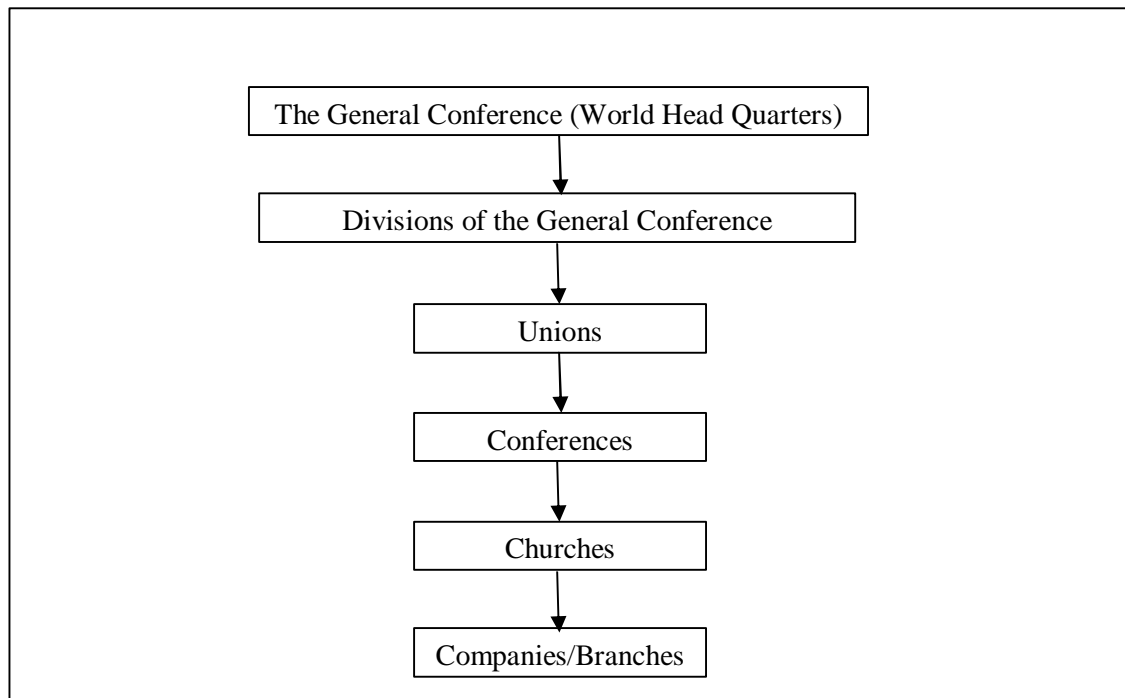 The General Conference (World Head Quarters)
Divisions of the General Conference
Unions
Conferences
Churches
Companies/Branches